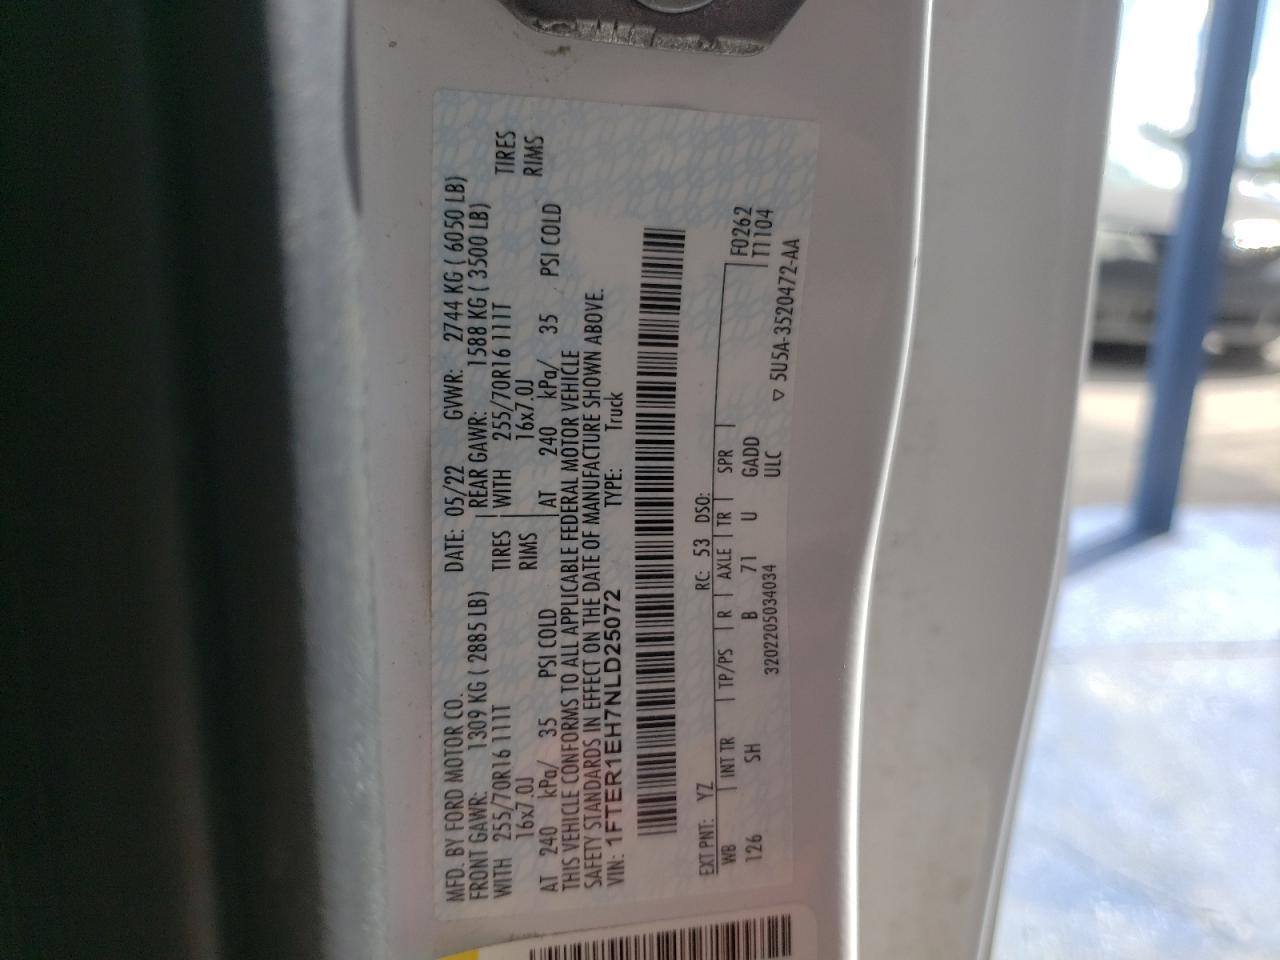 MFD. BY FORD MOTOR CO. DATE: 05/22 GVWR: 2744 KG ( 6050 LB)
FRONT GAWR: 1309 KG ( 2885 LB) REAR GAWR: 1588 KG ( 3500 LB)
WITH 255/70R16 111T TIRES WITH 255/70R16 111T TIRES
16x7.0J RIMS 16x7.0J RIMS
AT 240 kPa/ 35 PSI COLD AT 240 kPa/ 35 PSI COLD
THIS VEHICLE CONFORMS TO ALL APPLICABLE FEDERAL MOTOR VEHICLE
SAFETY STANDARDS IN EFFECT ON THE DATE OF MANUFACTURE SHOWN ABOVE.
VIN: 1FTER1EH7NLD25072 TYPE: Truck
EXT PNT: YZ RC: 53 DSO:
WB INT TR TP/PS R AXLE TR SPR F0262
126 SH B 71 U GADD T1104
3202205034034 ULC
▽ 5U5A-3520472-AA